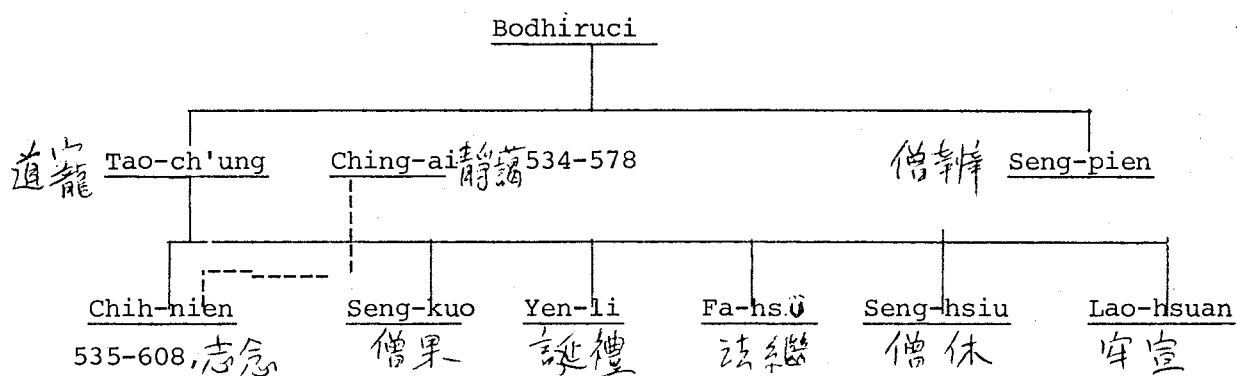 Bodhiruci
道寵 Tao-ch'ung Ching-ai 靜藹 534-578 僧 Seng-pien
Chih-nien Seng-kuo Yen-li Fa-hsü Seng-hsiu Lao-hsuan
535-608, 志念 僧果 誕禮 法繼 僧休 牢宣